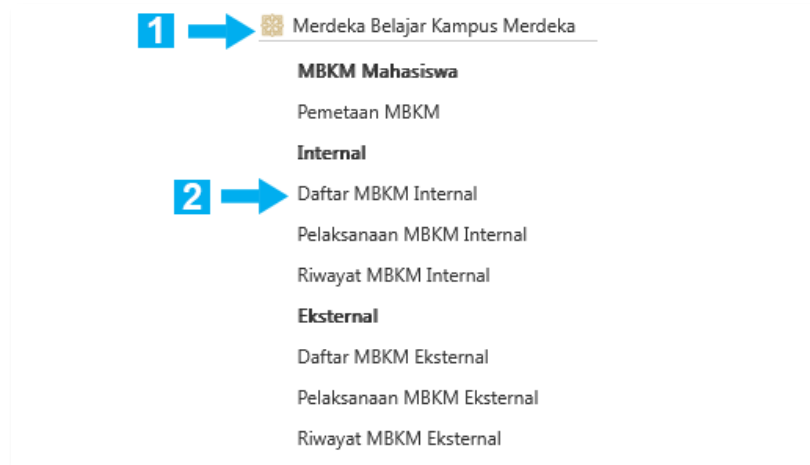 1 Merdeka Belajar Kampus Merdeka
MBKM Mahasiswa
Pemetaan MBKM
Internal
2 Daftar MBKM Internal
Pelaksanaan MBKM Internal
Riwayat MBKM Internal
Eksternal
Daftar MBKM Eksternal
Pelaksanaan MBKM Eksternal
Riwayat MBKM Eksternal